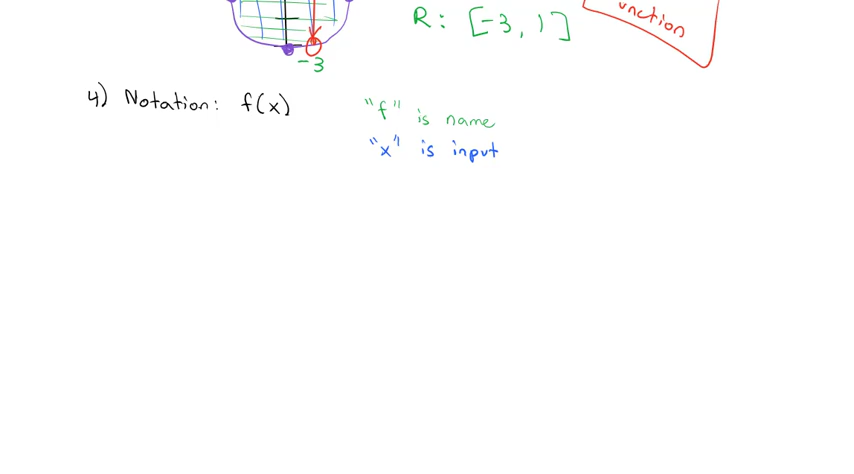 R: [-3, 1]
unction
-3
4) Notation: f(x)
"f" is name
"x" is input